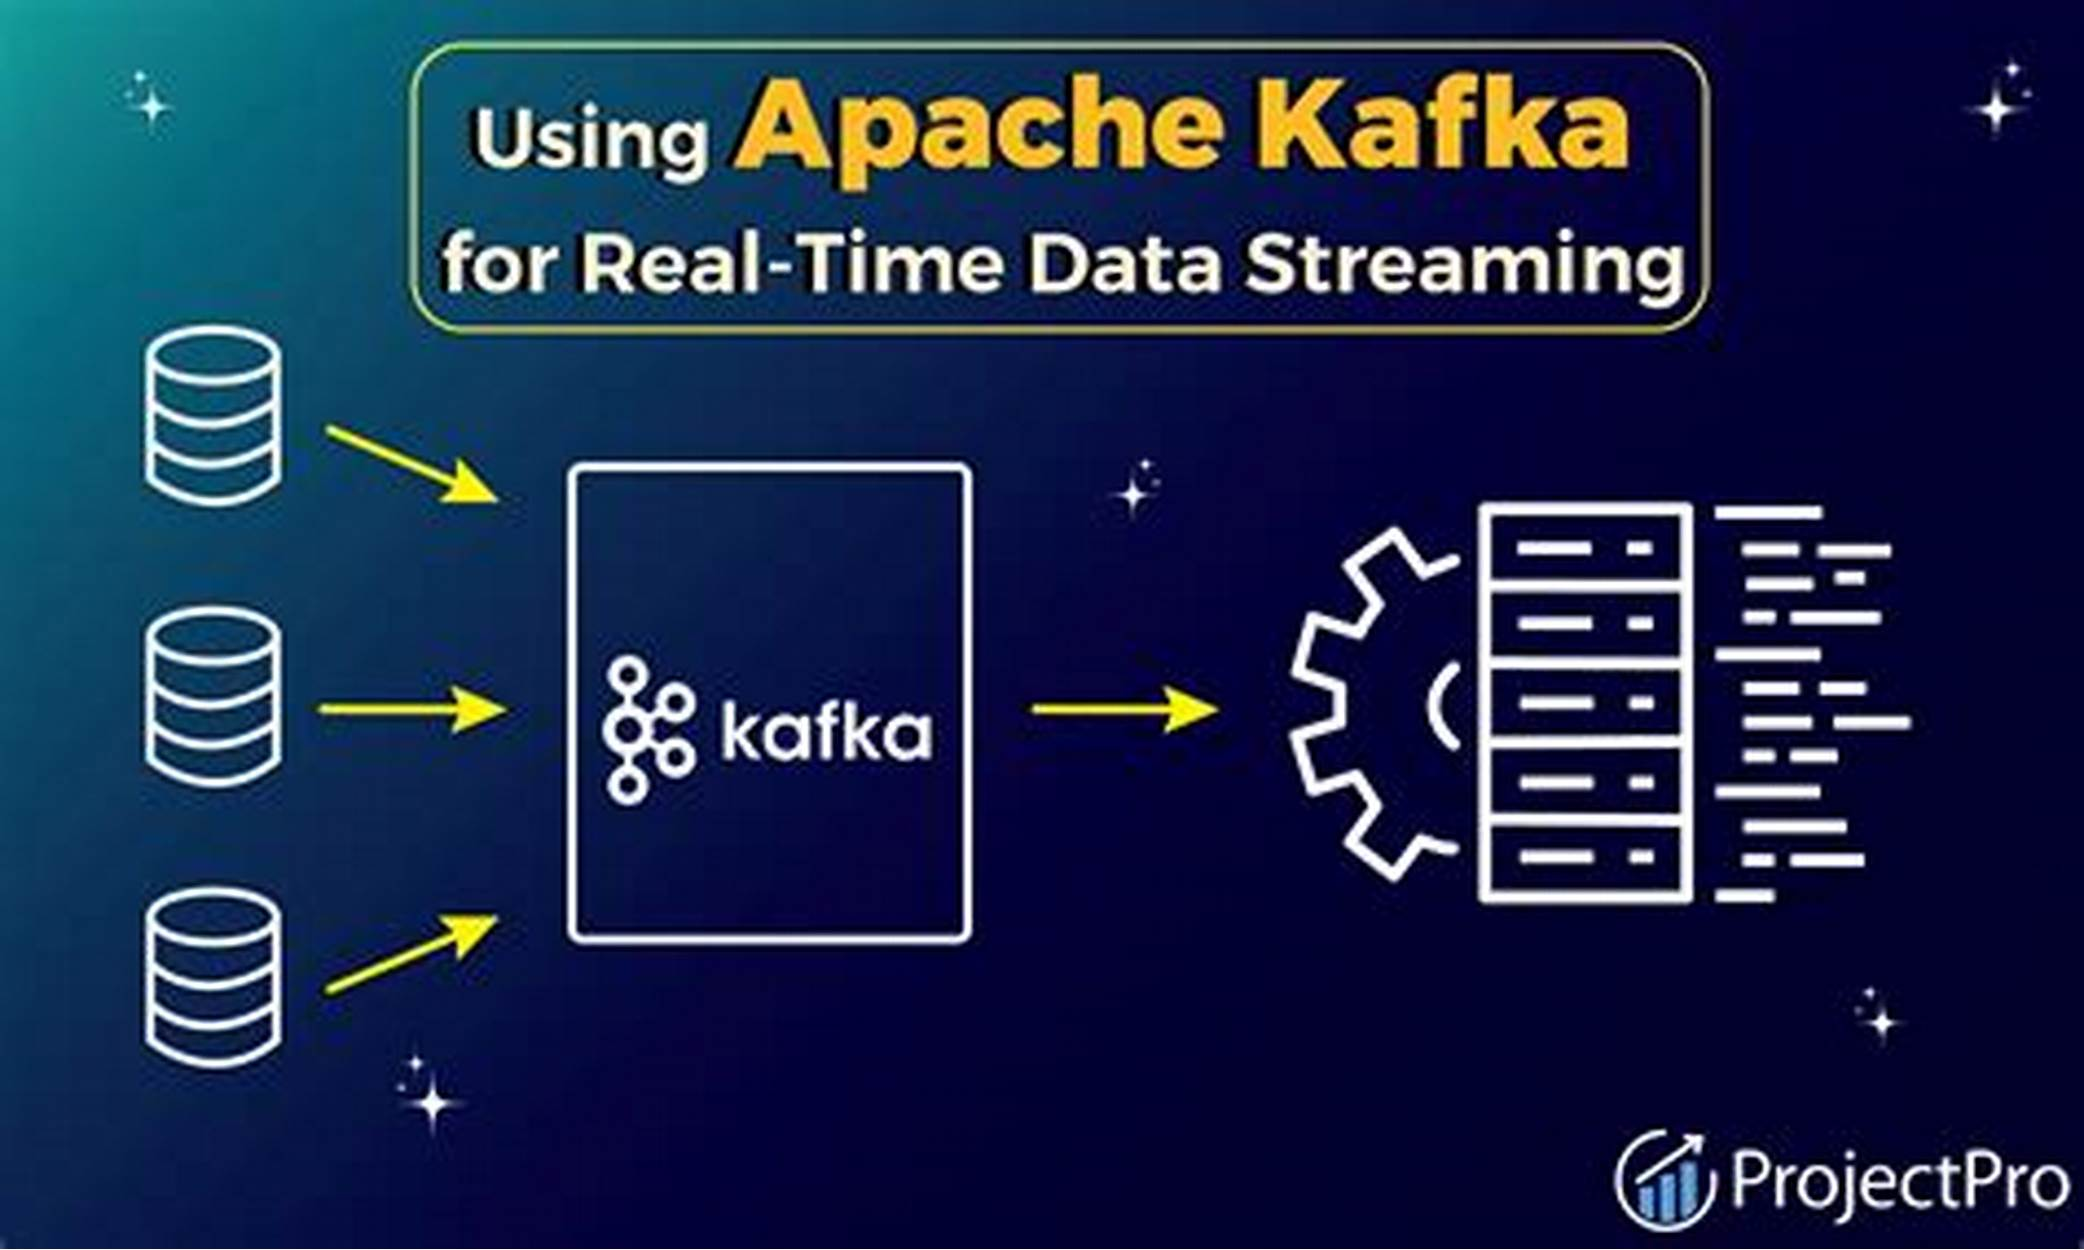 Using Apache Kafka
for Real-Time Data Streaming
kafka
ProjectPro